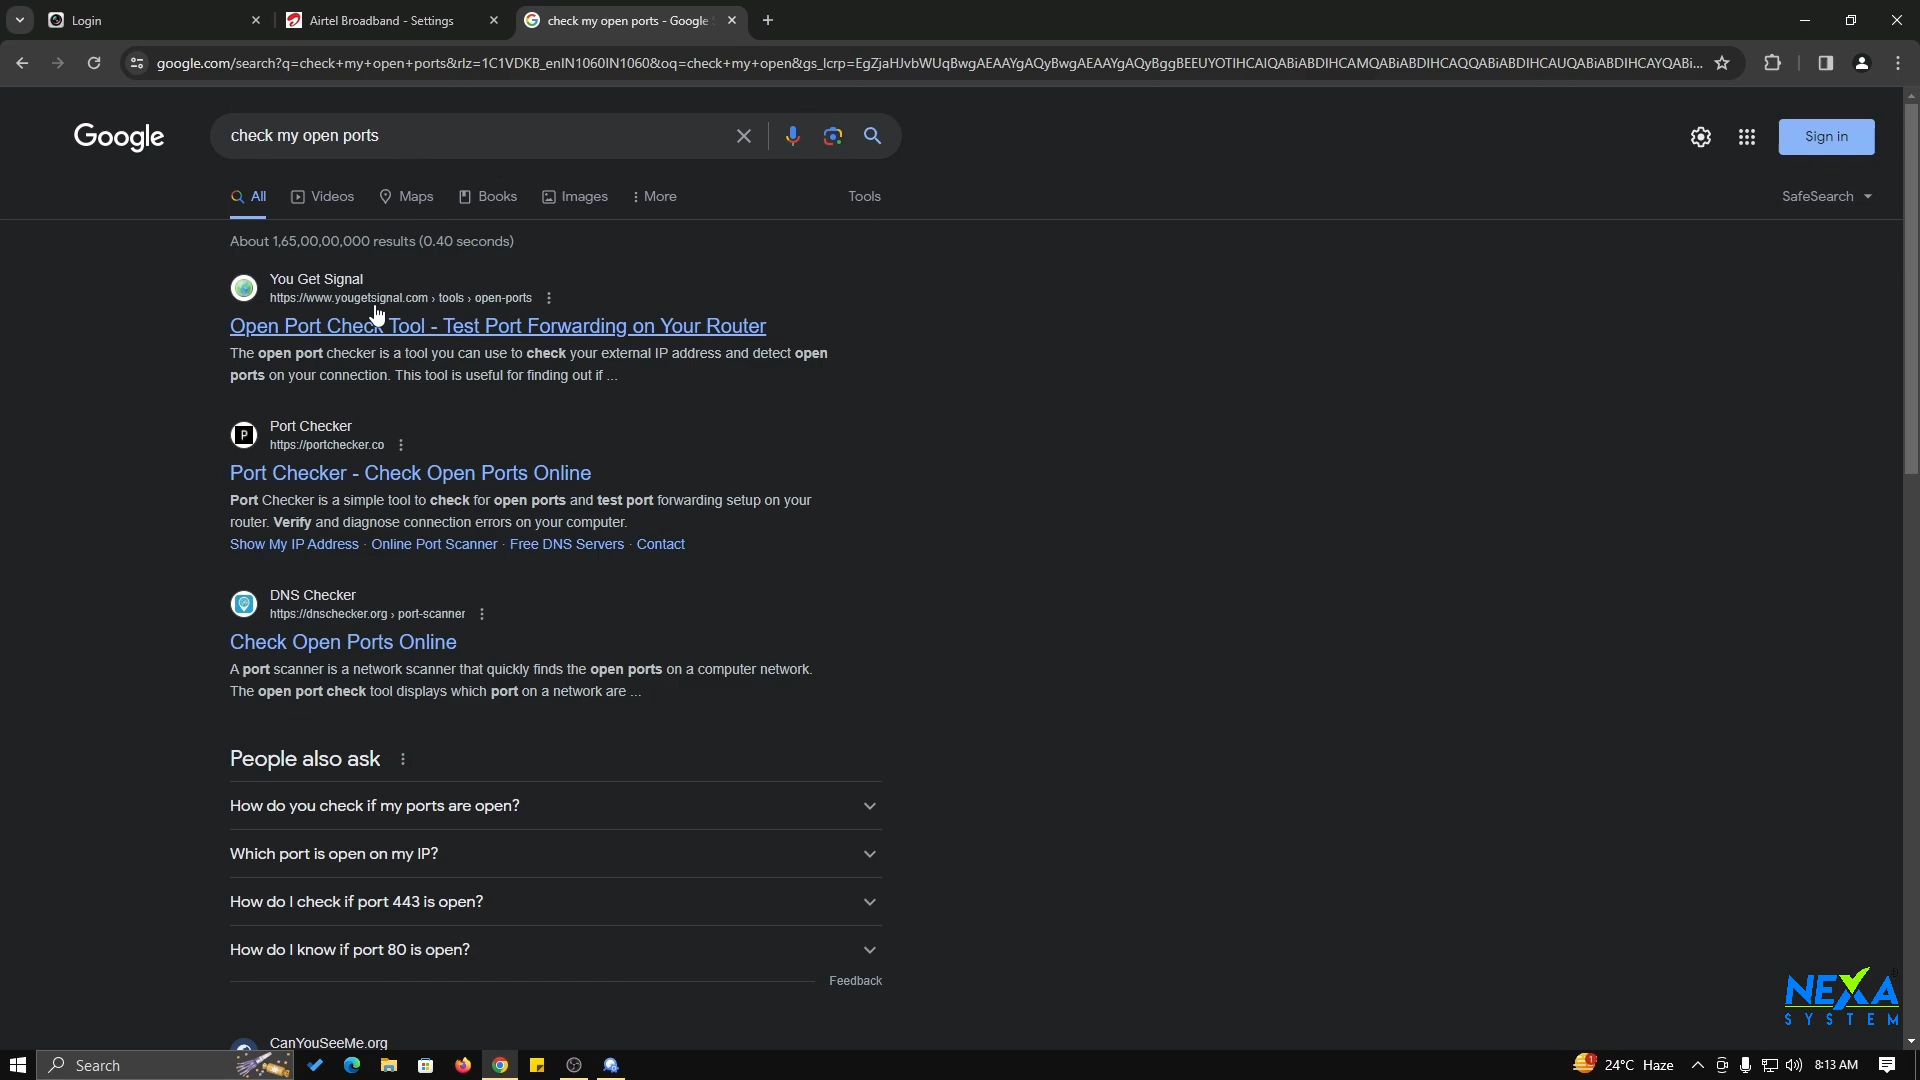 Login
Airtel Broadband - Settings
check my open ports - Google
google.com/search?q=check+my+open+ports&rlz=1C1VDKB_enIN1060IN1060&oq=check+my+open&gs_lcrp=EgZjaHJvbWUqBwgAEAAYgAQyBwgAEAAYgAQyBggBEEUYOTIHCAIQABiABDIHCAMQABiABDIHCAQQABiABDIHCAUQABiABDIHCAYQABi...
Google
check my open ports
Sign in
All
Videos
Maps
Books
Images
More
Tools
SafeSearch
About 1,65,00,00,000 results (0.40 seconds)
You Get Signal
https://www.yougetsignal.com › tools › open-ports
Open Port Check Tool - Test Port Forwarding on Your Router
The open port checker is a tool you can use to check your external IP address and detect open
ports on your connection. This tool is useful for finding out if ...
P
Port Checker
https://portchecker.co
Port Checker - Check Open Ports Online
Port Checker is a simple tool to check for open ports and test port forwarding setup on your
router. Verify and diagnose connection errors on your computer.
Show My IP Address · Online Port Scanner · Free DNS Servers · Contact
DNS Checker
https://dnschecker.org › port-scanner
Check Open Ports Online
A port scanner is a network scanner that quickly finds the open ports on a computer network.
The open port check tool displays which port on a network are ...
People also ask
How do you check if my ports are open?
Which port is open on my IP?
How do I check if port 443 is open?
How do I know if port 80 is open?
Feedback
CanYouSeeMe.org
NEXA
SYSTEM
Search
1
24°C Haze
8:13 AM